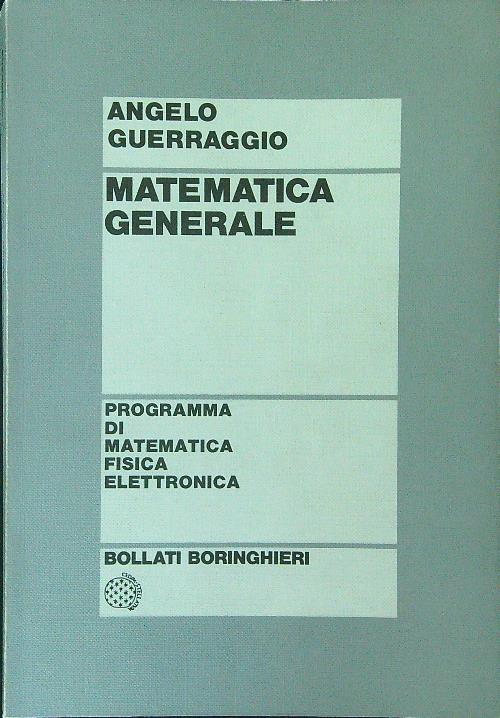 ANGELO
GUERRAGGIO
MATEMATICA
GENERALE
PROGRAMMA
DI
MATEMATICA
FISICA
ELETTRONICA
BOLLATI BORINGHIERI